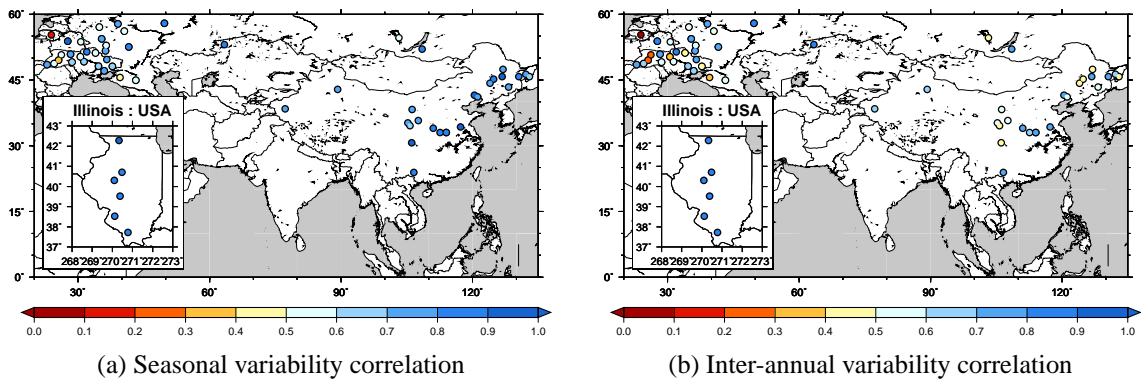 60˚
45˚
30˚
15˚
0˚
30˚ 60˚ 90˚ 120˚
Illinois : USA
43˚
42˚
41˚
40˚
39˚
38˚
37˚
268˚ 269˚ 270˚ 271˚ 272˚ 273˚
0.0 0.1 0.2 0.3 0.4 0.5 0.6 0.7 0.8 0.9 1.0
(a) Seasonal variability correlation
60˚
45˚
30˚
15˚
0˚
30˚ 60˚ 90˚ 120˚
Illinois : USA
43˚
42˚
41˚
40˚
39˚
38˚
37˚
268˚ 269˚ 270˚ 271˚ 272˚ 273˚
0.0 0.1 0.2 0.3 0.4 0.5 0.6 0.7 0.8 0.9 1.0
(b) Inter-annual variability correlation